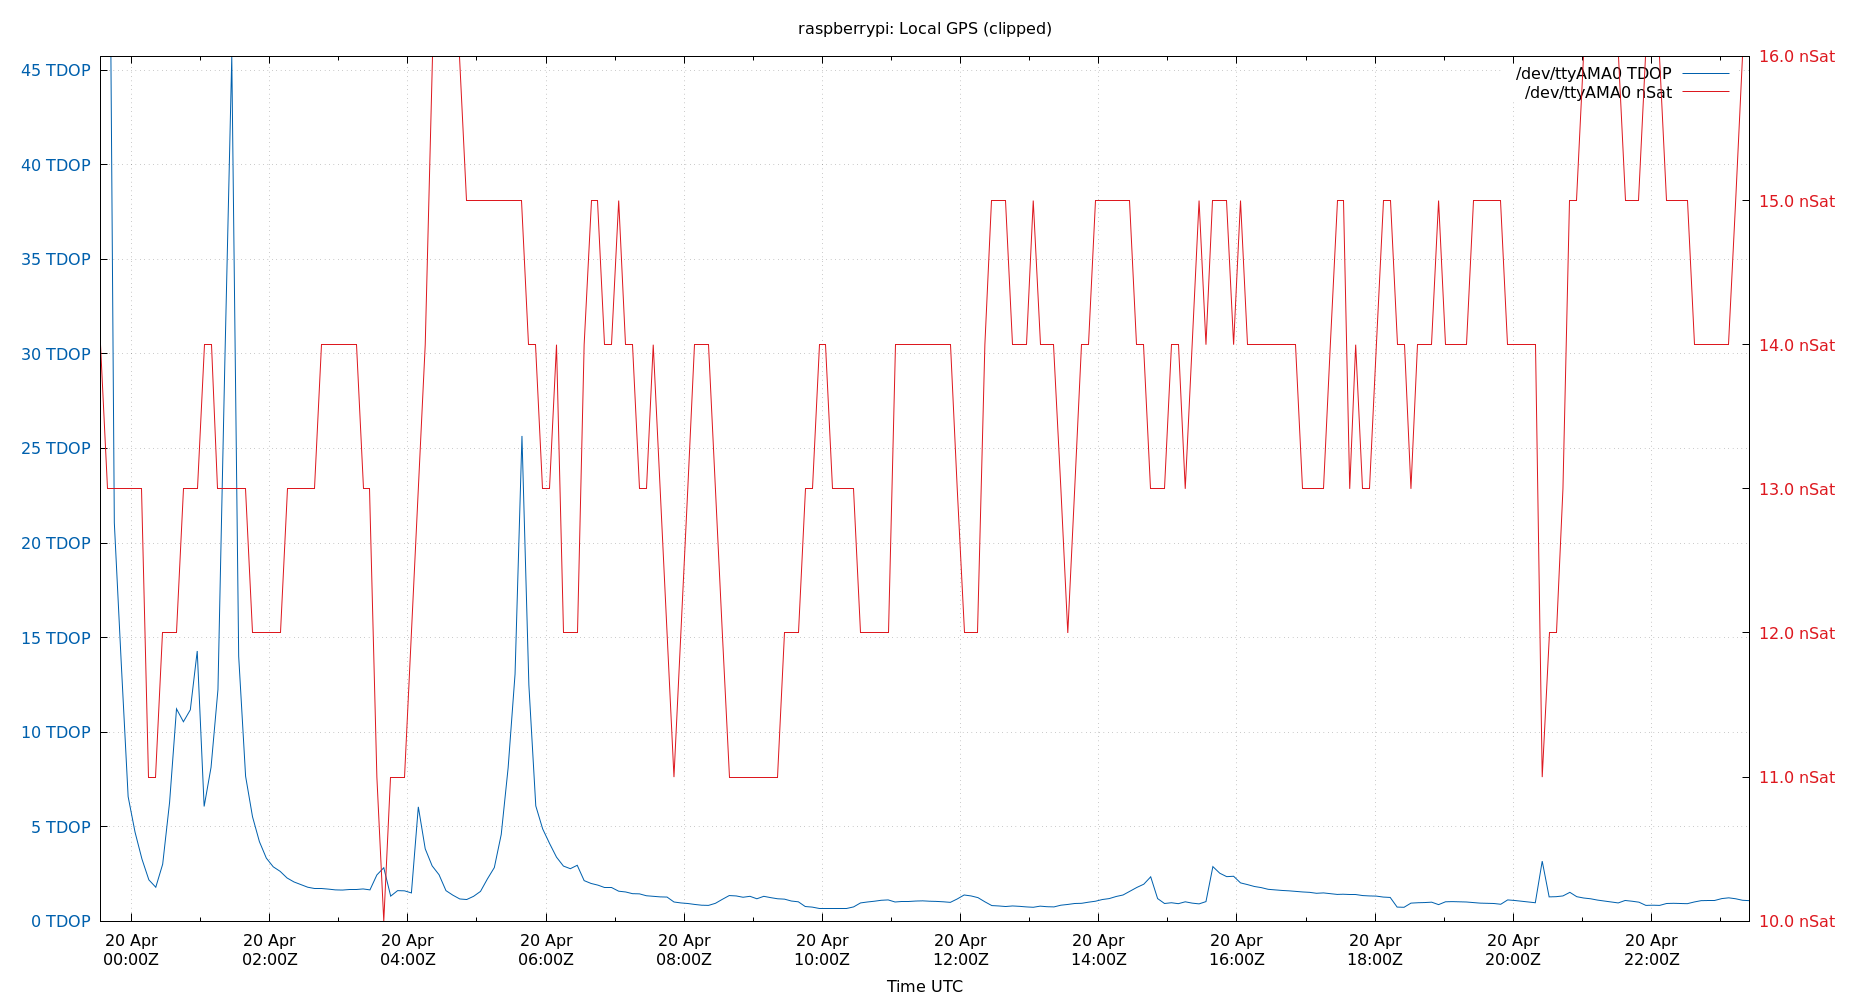 raspberrypi: Local GPS (clipped)
/dev/ttyAMA0 TDOP
/dev/ttyAMA0 nSat
45 TDOP
40 TDOP
35 TDOP
30 TDOP
25 TDOP
20 TDOP
15 TDOP
10 TDOP
5 TDOP
0 TDOP
16.0 nSat
15.0 nSat
14.0 nSat
13.0 nSat
12.0 nSat
11.0 nSat
10.0 nSat
20 Apr
00:00Z
20 Apr
02:00Z
20 Apr
04:00Z
20 Apr
06:00Z
20 Apr
08:00Z
20 Apr
10:00Z
20 Apr
12:00Z
20 Apr
14:00Z
20 Apr
16:00Z
20 Apr
18:00Z
20 Apr
20:00Z
20 Apr
22:00Z
Time UTC